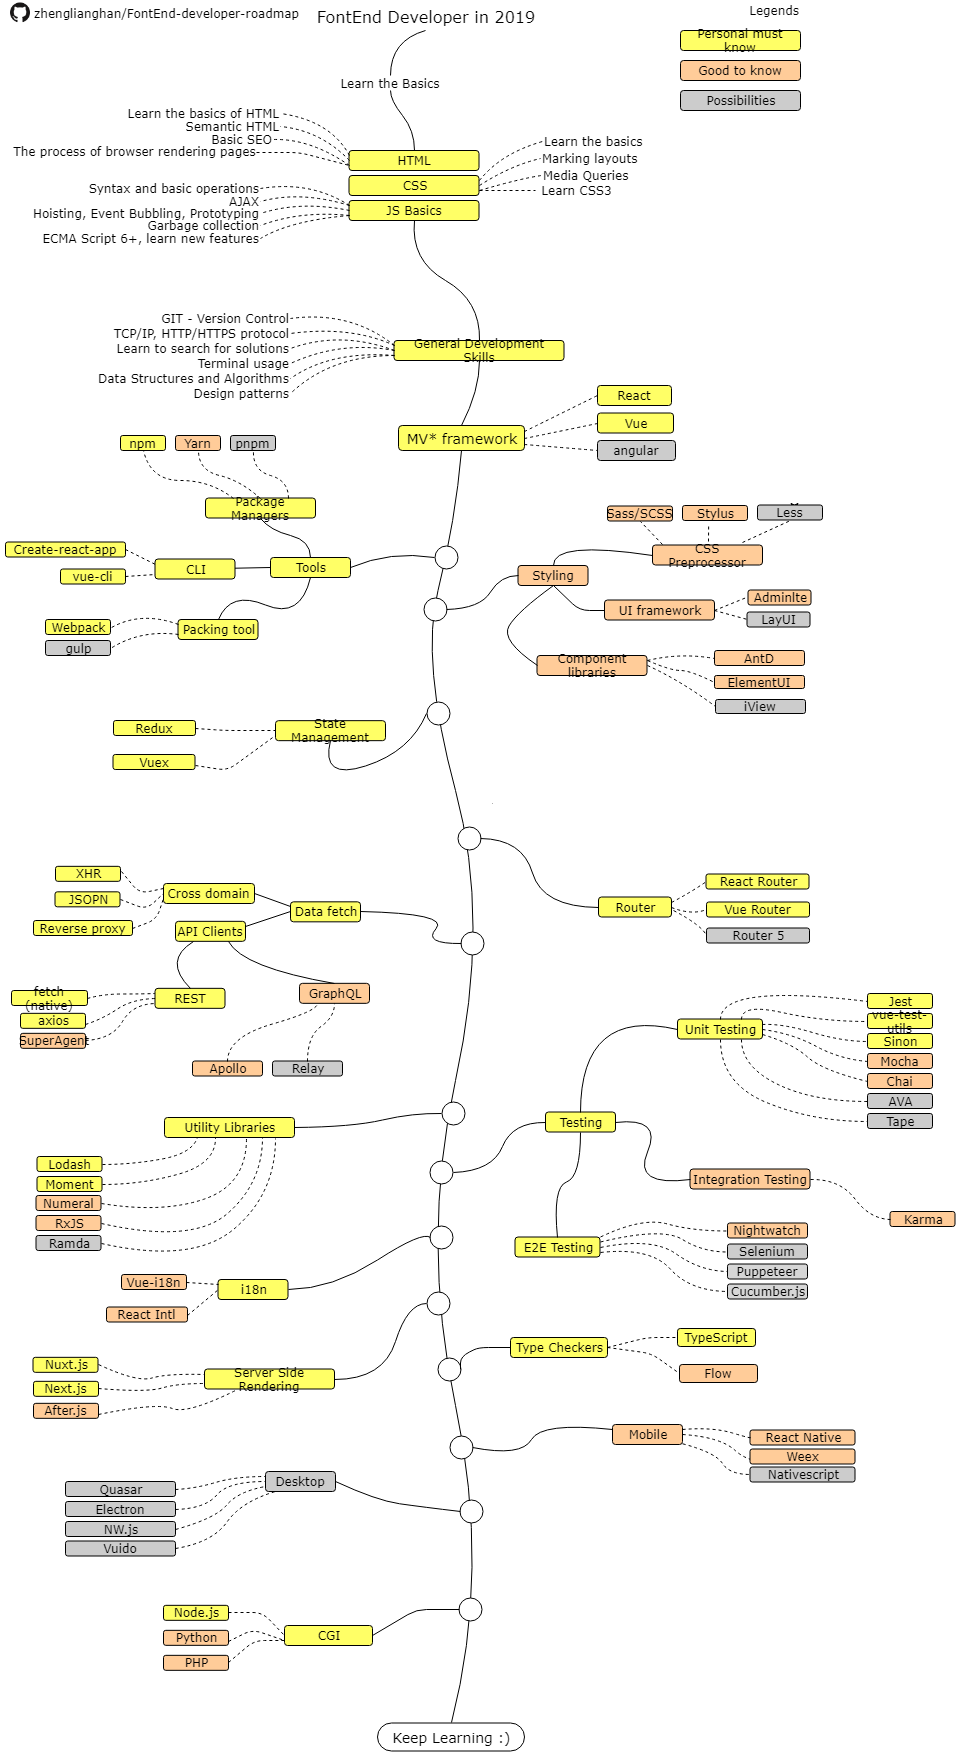 zhenglianghan/FontEnd-developer-roadmap
FontEnd Developer in 2019
Legends
Personal must
know
Good to know
Possibilities
Learn the Basics
Learn the basics of HTML
Semantic HTML
Basic SEO
The process of browser rendering pages
HTML
CSS
JS Basics
Learn the basics
Marking layouts
Media Queries
Learn CSS3
Syntax and basic operations
AJAX
Hoisting, Event Bubbling, Prototyping
Garbage collection
ECMA Script 6+, learn new features
GIT - Version Control
TCP/IP, HTTP/HTTPS protocol
Learn to search for solutions
Terminal usage
Data Structures and Algorithms
Design patterns
General Development
Skills
MV* framework
React
Vue
angular
npm
Yarn
pnpm
Package
Managers
Create-react-app
vue-cli
CLI
Tools
Webpack
gulp
Packing tool
Sass/SCSS
Stylus
Less
CSS
Preprocessor
Styling
UI framework
Adminlte
LayUI
Component
libraries
AntD
ElementUI
iView
Redux
Vuex
State
Management
XHR
JSOPN
Reverse proxy
Cross domain
Data fetch
API Clients
Router
React Router
Vue Router
Router 5
fetch
(native)
axios
SuperAgent
REST
GraphQL
Apollo
Relay
Unit Testing
Jest
vue-test-
utils
Sinon
Mocha
Chai
AVA
Tape
Utility Libraries
Lodash
Moment
Numeral
RxJS
Ramda
Testing
Integration Testing
Karma
E2E Testing
Nightwatch
Selenium
Puppeteer
Cucumber.js
Vue-i18n
React Intl
i18n
Nuxt.js
Next.js
After.js
Server Side
Rendering
Type Checkers
TypeScript
Flow
Mobile
React Native
Weex
Nativescript
Desktop
Quasar
Electron
NW.js
Vuido
Node.js
Python
PHP
CGI
Keep Learning :)